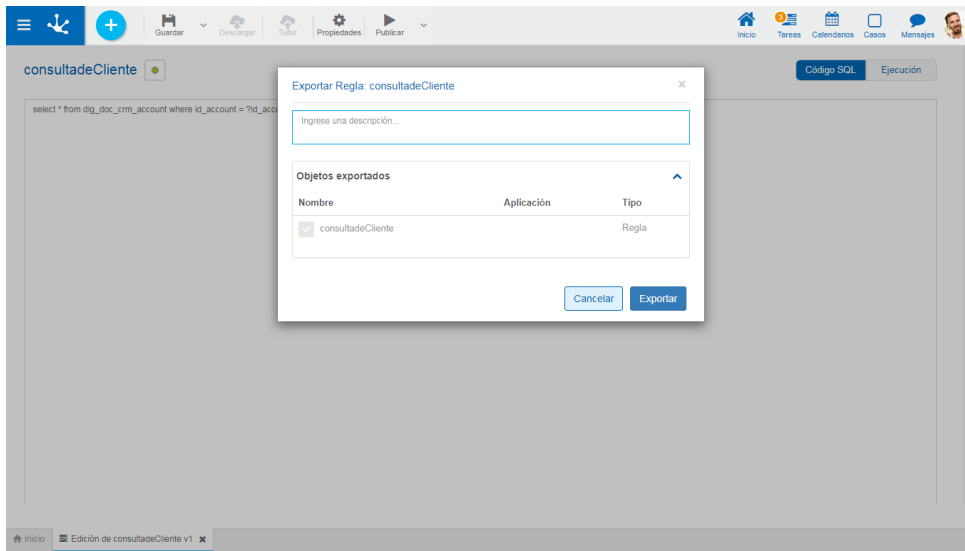 Guardar
Descargar
Subir
Propiedades
Publicar
Inicio
3
Tareas
Calendarios
Casos
Mensajes
consultadeCliente
Código SQL
Ejecución
select * from dig_doc_crm_account where id_account = ?id_acc
Exportar Regla: consultadeCliente
Ingrese una descripción...
Objetos exportados
Nombre Aplicación Tipo
consultadeCliente Regla
Cancelar Exportar
Inicio Edición de consultadeCliente v1